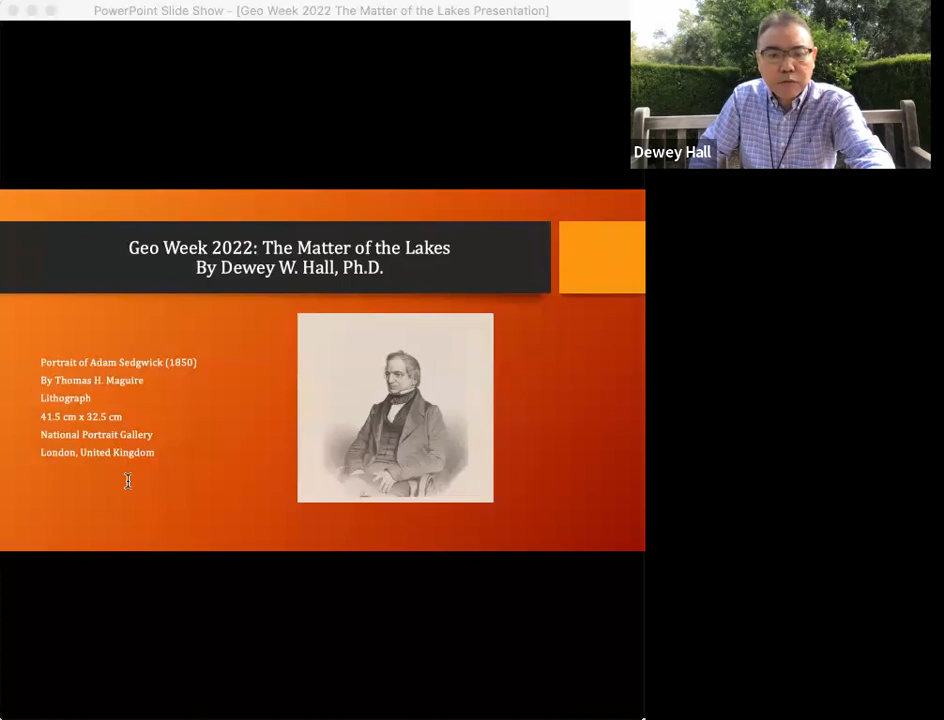 PowerPoint Slide Show - [Geo Week 2022 The Matter of the Lakes Presentation]
Dewey Hall
Geo Week 2022: The Matter of the Lakes
By Dewey W. Hall, Ph.D.
Portrait of Adam Sedgwick (1850)
By Thomas H. Maguire
Lithograph
41.5 cm x 32.5 cm
National Portrait Gallery
London, United Kingdom